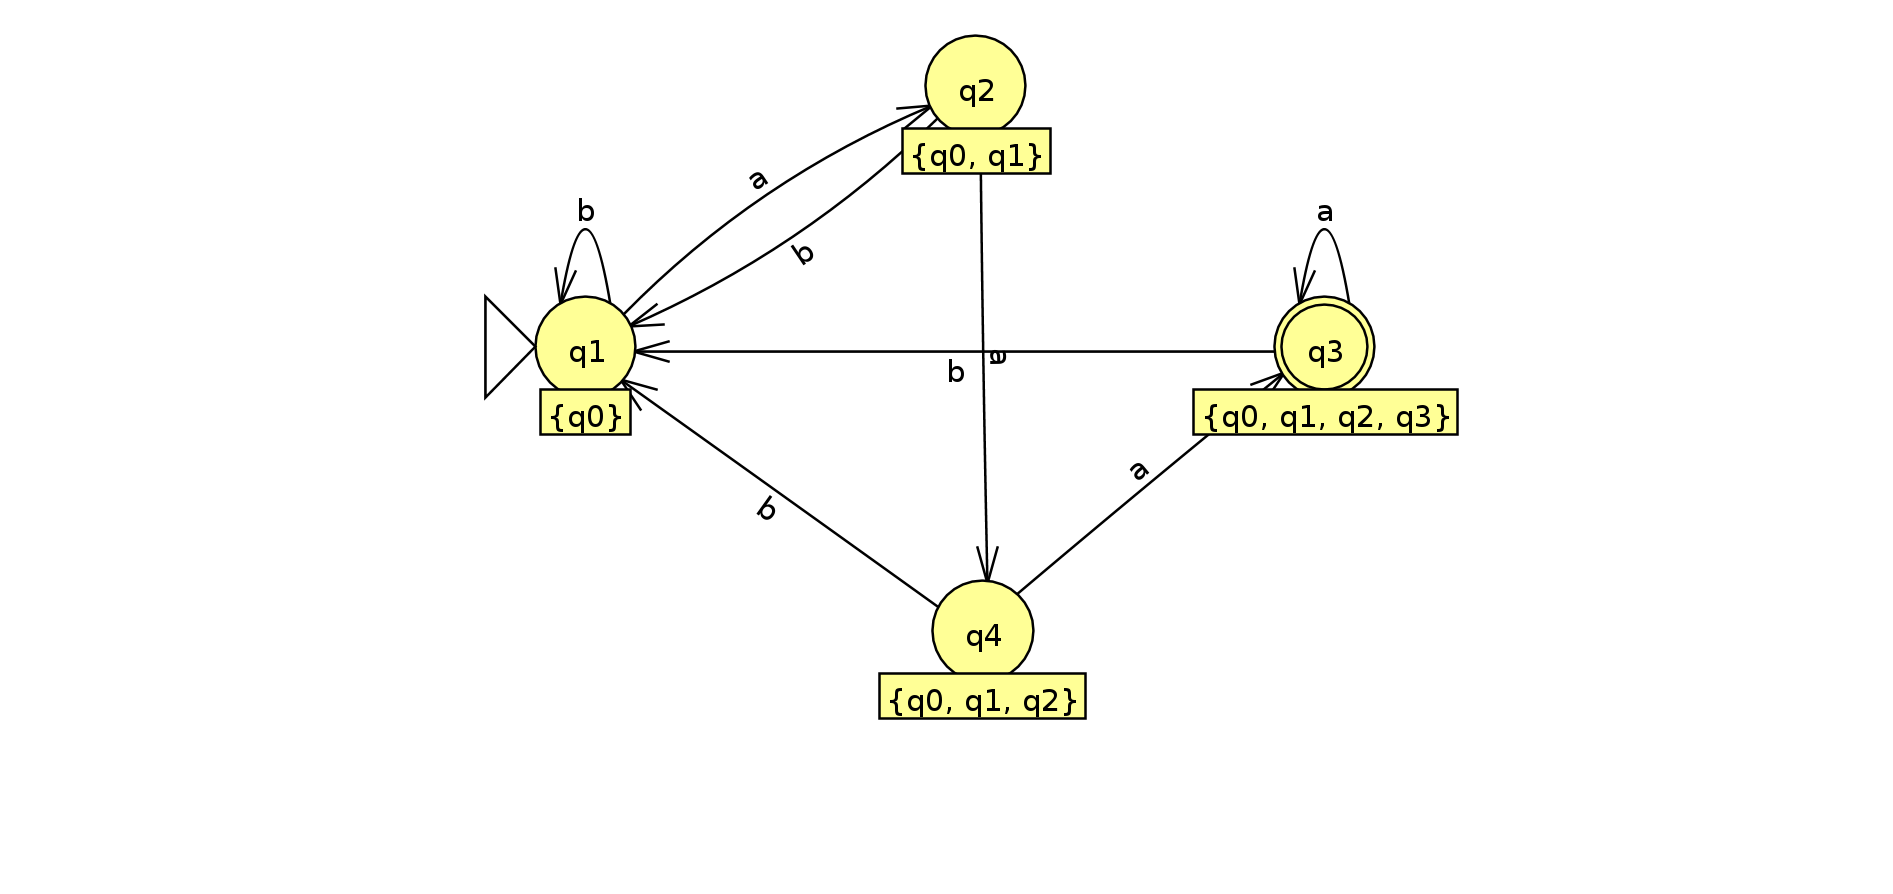 q2
{q0, q1}
a
b
b
a
q1
{q0}
q3
{q0, q1, q2, q3}
a
b
a
b
q4
{q0, q1, q2}